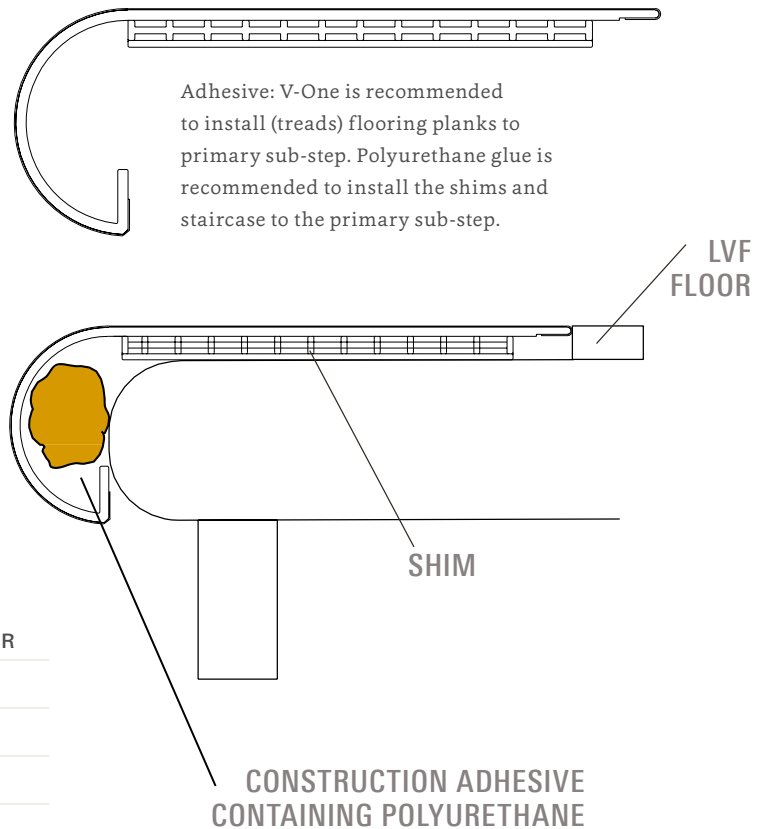 Adhesive: V-One is recommended
to install (treads) flooring planks to
primary sub-step. Polyurethane glue is
recommended to install the shims and
staircase to the primary sub-step.
LVF
FLOOR
SHIM
R
CONSTRUCTION ADHESIVE
CONTAINING POLYURETHANE